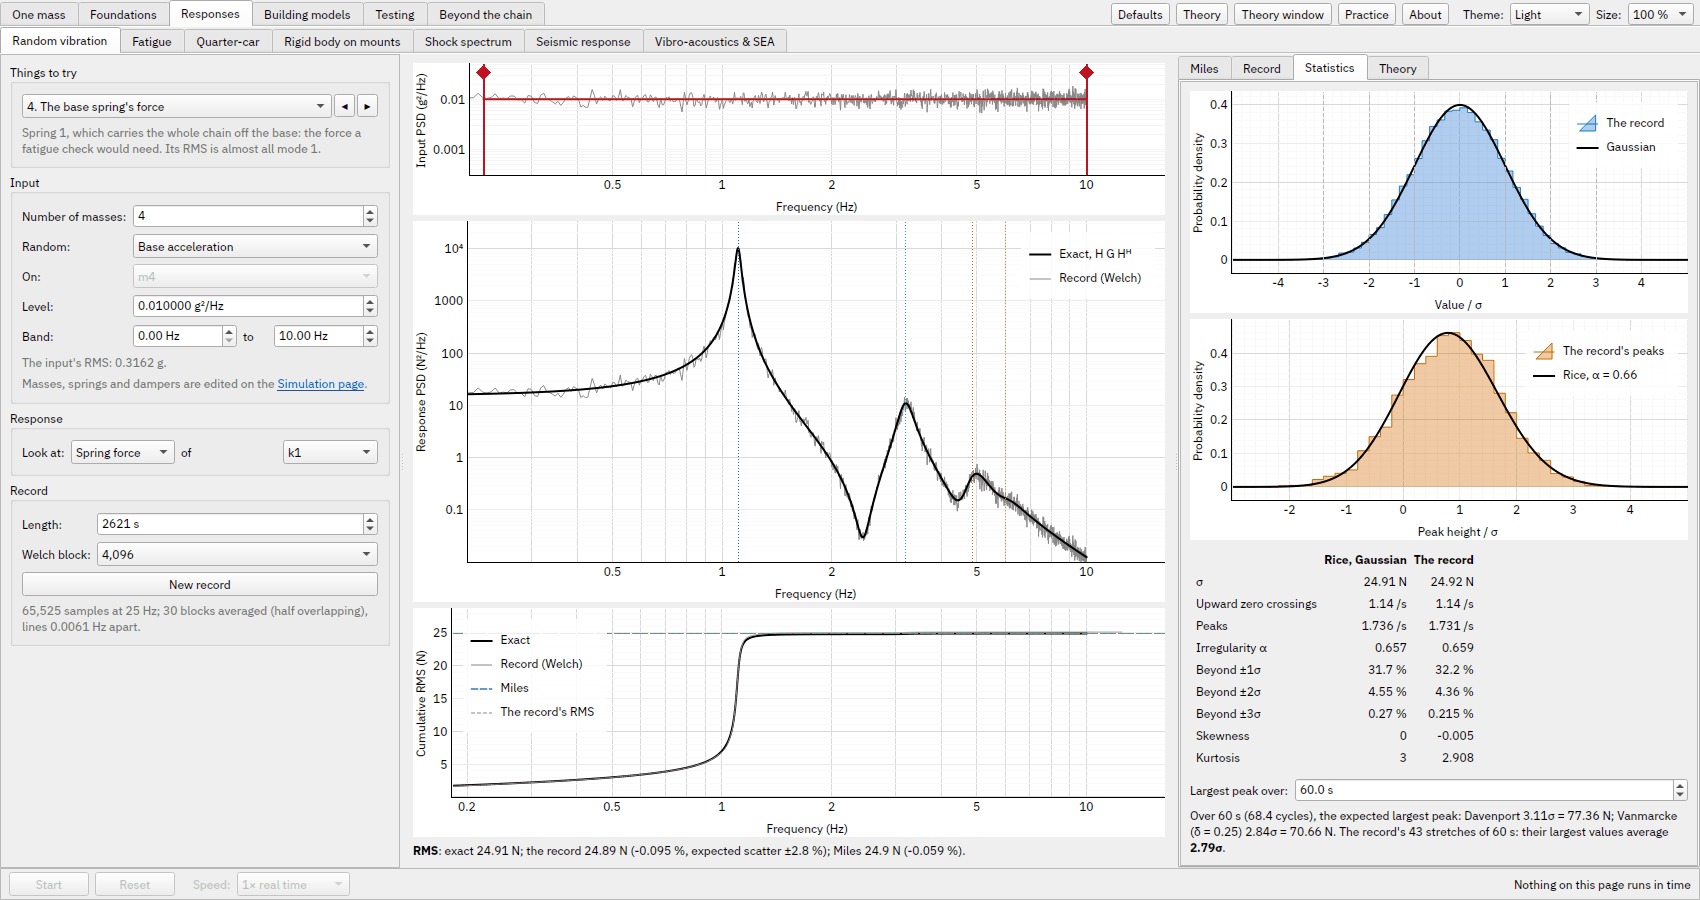 One mass
Foundations
Responses
Building models
Testing
Beyond the chain
Defaults
Theory
Theory window
Practice
About
Theme:
Light
Size:
100 %
Random vibration
Fatigue
Quarter-car
Rigid body on mounts
Shock spectrum
Seismic response
Vibro-acoustics & SEA
Things to try
4. The base spring's force
Spring 1, which carries the whole chain off the base: the force a
fatigue check would need. Its RMS is almost all mode 1.
Input
Number of masses:
4
Random:
Base acceleration
On:
m4
Level:
0.010000 g²/Hz
Band:
0.00 Hz
to
10.00 Hz
The input's RMS: 0.3162 g.
Masses, springs and dampers are edited on the Simulation page.
Response
Look at:
Spring force
of
k1
Record
Length:
2621 s
Welch block:
4,096
New record
65,525 samples at 25 Hz; 30 blocks averaged (half overlapping),
lines 0.0061 Hz apart.
Input PSD (g²/Hz)
0.01
0.001
0.5
1
2
5
10
Frequency (Hz)
Response PSD (N²/Hz)
10⁴
1000
100
10
1
0.1
Exact, H G Hᴴ
Record (Welch)
0.5
1
2
5
10
Frequency (Hz)
Cumulative RMS (N)
25
20
15
10
5
Exact
Record (Welch)
Miles
The record's RMS
0.2
0.5
1
2
5
10
Frequency (Hz)
RMS: exact 24.91 N; the record 24.89 N (-0.095 %, expected scatter ±2.8 %); Miles 24.9 N (-0.059 %).
Miles
Record
Statistics
Theory
Probability density
0.4
0.3
0.2
0.1
0
The record
Gaussian
-4
-3
-2
-1
0
1
2
3
4
Value / σ
Probability density
0.4
0.3
0.2
0.1
0
The record's peaks
Rice, α = 0.66
-2
-1
0
1
2
3
4
Peak height / σ
Rice, Gaussian The record
σ 24.91 N 24.92 N
Upward zero crossings 1.14 /s 1.14 /s
Peaks 1.736 /s 1.731 /s
Irregularity α 0.657 0.659
Beyond ±1σ 31.7 % 32.2 %
Beyond ±2σ 4.55 % 4.36 %
Beyond ±3σ 0.27 % 0.215 %
Skewness 0 -0.005
Kurtosis 3 2.908
Largest peak over:
60.0 s
Over 60 s (68.4 cycles), the expected largest peak: Davenport 3.11σ = 77.36 N; Vanmarcke
(δ = 0.25) 2.84σ = 70.66 N. The record's 43 stretches of 60 s: their largest values average
2.79σ.
Start
Reset
Speed:
1× real time
Nothing on this page runs in time